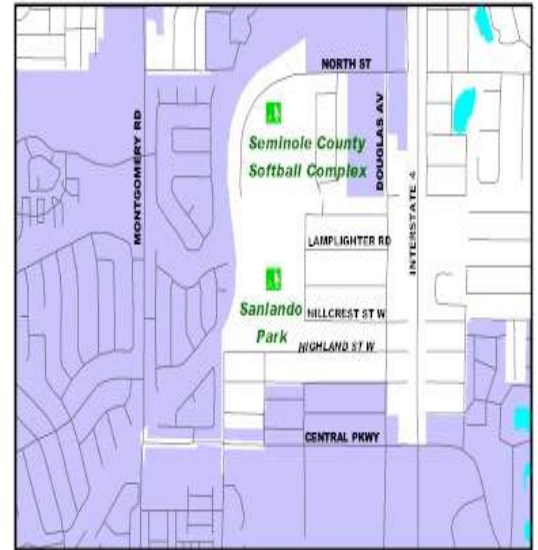 NORTH ST
DOUGLAS AV
MONTGOMERY RD
Seminole County
Softball Complex
INTERSTATE 4
LAMPLIGHTER RD
Sanlando
Park
HILLCREST ST W
HIGHLAND ST W
CENTRAL PKWY